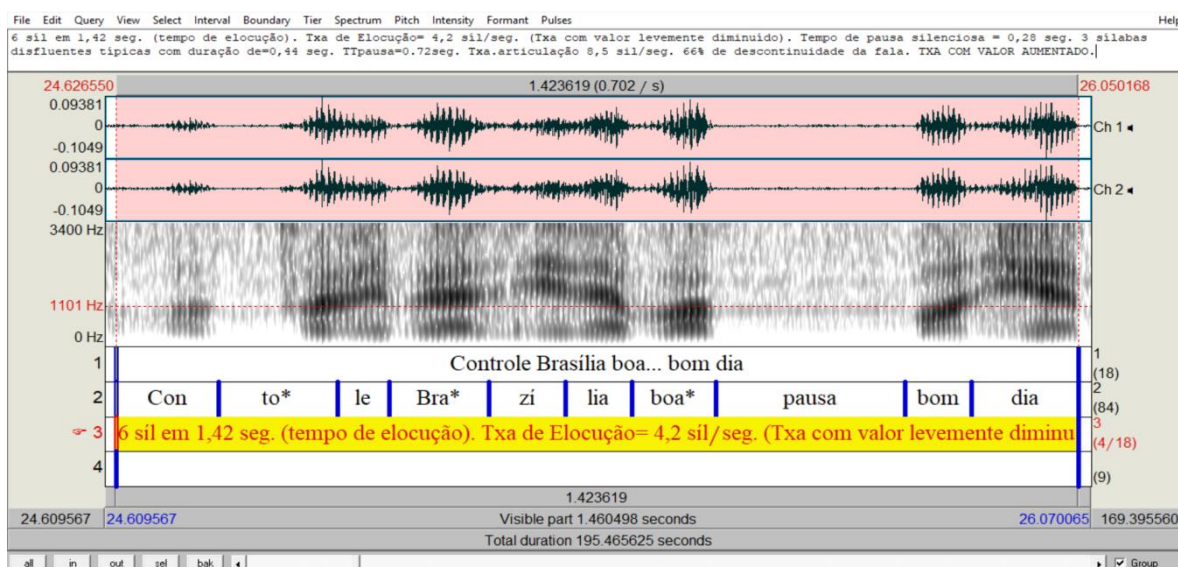 File Edit Query View Select Interval Boundary Tier Spectrum Pitch Intensity Formant Pulses Help
6 síl em 1,42 seg. (tempo de elocução). Txa de Elocução= 4,2 síl/seg. (Txa com valor levemente diminuído). Tempo de pausa silenciosa = 0,28 seg. 3 sílabas
disfluentes típicas com duração de=0,44 seg. TTpausa=0.72seg. Txa.articulação 8,5 síl/seg. 66% de descontinuidade da fala. TXA COM VALOR AUMENTADO.
24.626550 1.423619 (0.702 / s) 26.050168
0.09381
0
-0.1049
Ch 1
0.09381
0
-0.1049
Ch 2
3400 Hz
1101 Hz
0 Hz
1 Controle Brasília boa... bom dia 1 (18)
2 Con to* le Bra* zí lia boa* pausa bom dia 2 (84)
3 6 síl em 1,42 seg. (tempo de elocução). Txa de Elocução= 4,2 síl/seg. (Txa com valor levemente diminu 3 (4/18)
4 (9)
1.423619
24.609567 24.609567 Visible part 1.460498 seconds 26.070065 169.395560
Total duration 195.465625 seconds
all in out sel bak Group